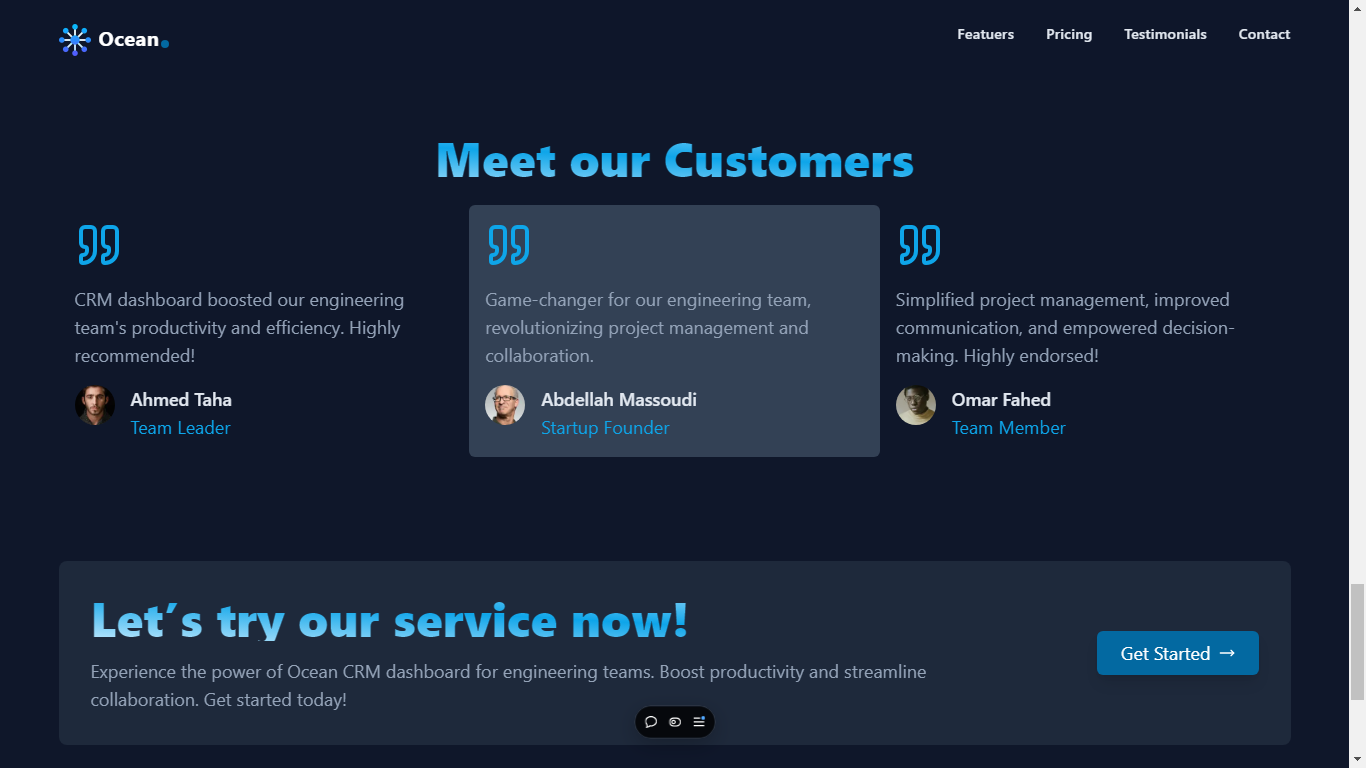 Ocean
Featuers
Pricing
Testimonials
Contact
Meet our Customers
CRM dashboard boosted our engineering
team's productivity and efficiency. Highly
recommended!
Ahmed Taha
Team Leader
Game-changer for our engineering team,
revolutionizing project management and
collaboration.
Abdellah Massoudi
Startup Founder
Simplified project management, improved
communication, and empowered decision-
making. Highly endorsed!
Omar Fahed
Team Member
Let’s try our service now!
Experience the power of Ocean CRM dashboard for engineering teams. Boost productivity and streamline
collaboration. Get started today!
Get Started →